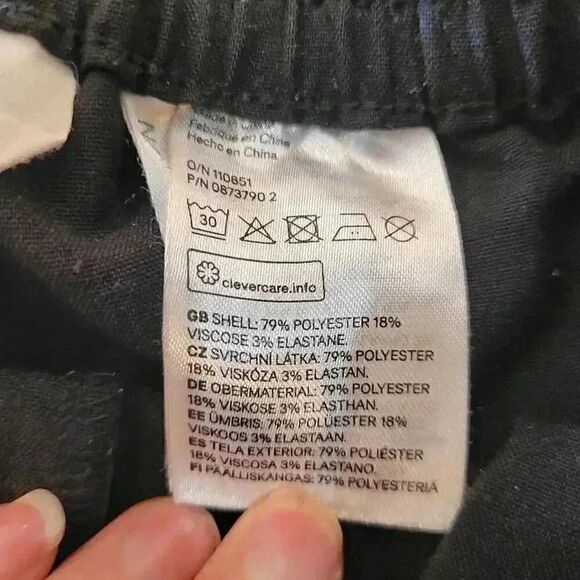 Made in China
Fabriqué en Chine
Hecho en China
O/N 110851
P/N 0873790 2
30
clevercare.info
GB SHELL: 79% POLYESTER 18%
VISCOSE 3% ELASTANE.
CZ SVRCHNÍ LÁTKA: 79% POLYESTER
18% VISKÓZA 3% ELASTAN.
DE OBERMATERIAL: 79% POLYESTER
18% VISKOSE 3% ELASTHAN.
EE ÜMBRIS: 79% POLÜESTER 18%
VISKOOS 3% ELASTAAN.
ES TELA EXTERIOR: 79% POLIÉSTER
18% VISCOSA 3% ELASTANO.
FI PÄÄLLISKANGAS: 79% POLYESTERIA